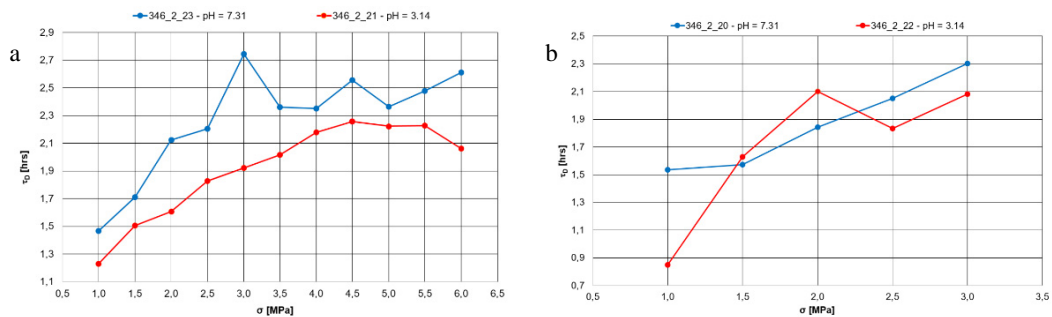 a
346_2_23 - pH = 7.31 346_2_21 - pH = 3.14
2,9
2,7
2,5
2,3
2,1
1,9
1,7
1,5
1,3
1,1
τD [hrs]
0,5 1,0 1,5 2,0 2,5 3,0 3,5 4,0 4,5 5,0 5,5 6,0 6,5
σ [MPa]
b
346_2_20 - pH = 7.31 346_2_22 - pH = 3.14
2,5
2,3
2,1
1,9
1,7
1,5
1,3
1,1
0,9
0,7
τD [hrs]
0,5 1,0 1,5 2,0 2,5 3,0 3,5
σ [MPa]